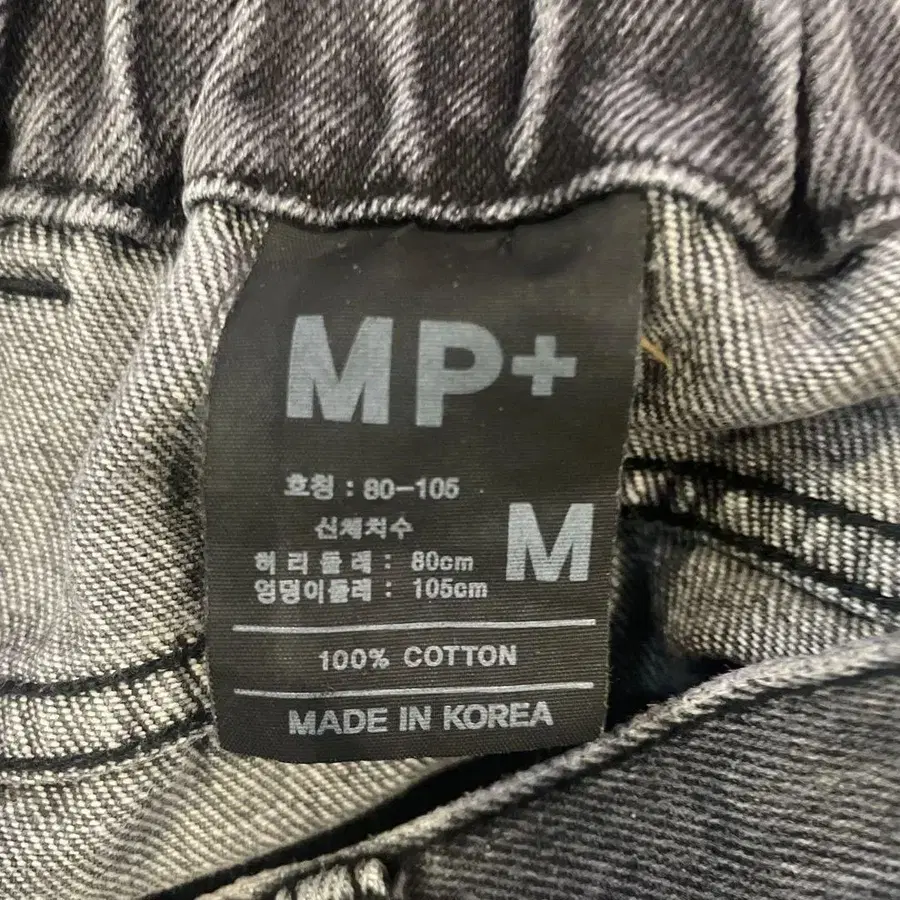 MP+
호칭 : 80-105
신체치수
허리둘레 : 80cm
엉덩이둘레 : 105cm
M
100% COTTON
MADE IN KOREA